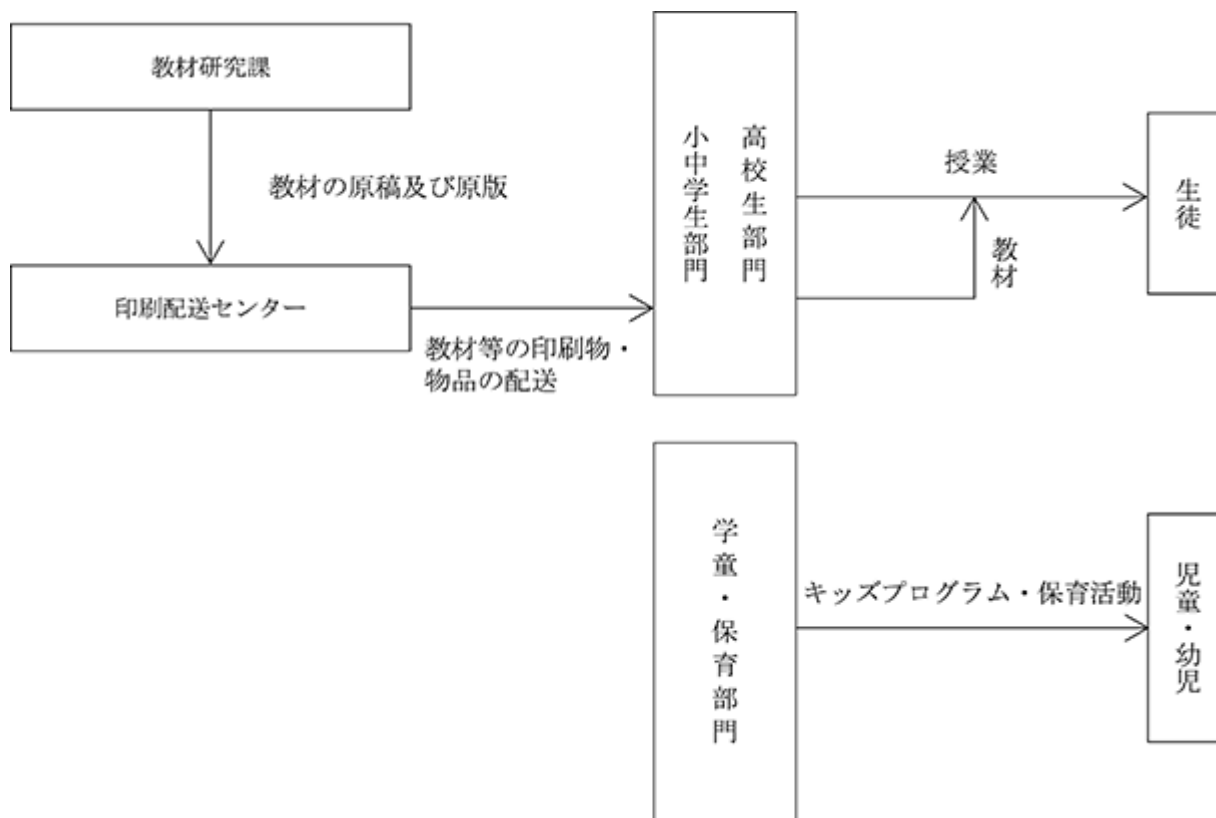 教材研究課
教材の原稿及び原版
印刷配送センター
教材等の印刷物・
物品の配送
高校生部門
小中学生部門
授業
教材
生徒
学童・保育部門
キッズプログラム・保育活動
児童・幼児